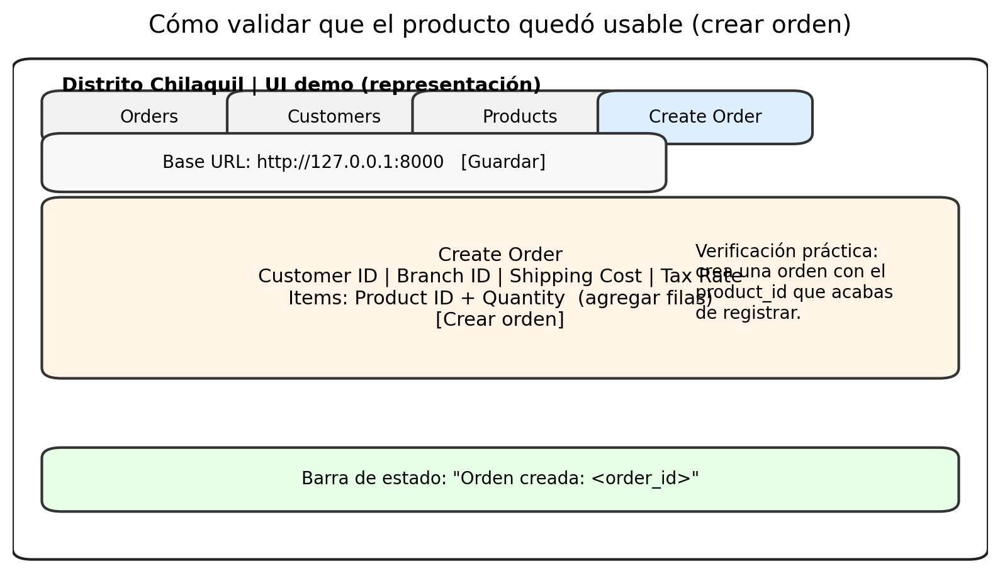 Cómo validar que el producto quedó usable (crear orden)
Distrito Chilaquil | UI demo (representación)
Orders
Customers
Products
Create Order
Base URL: http://127.0.0.1:8000   [Guardar]
Create Order
Customer ID | Branch ID | Shipping Cost | Tax Rate
Items: Product ID + Quantity  (agregar filas)
[Crear orden]
Verificación práctica:
crea una orden con el
product_id que acabas
de registrar.
Barra de estado: "Orden creada: <order_id>"